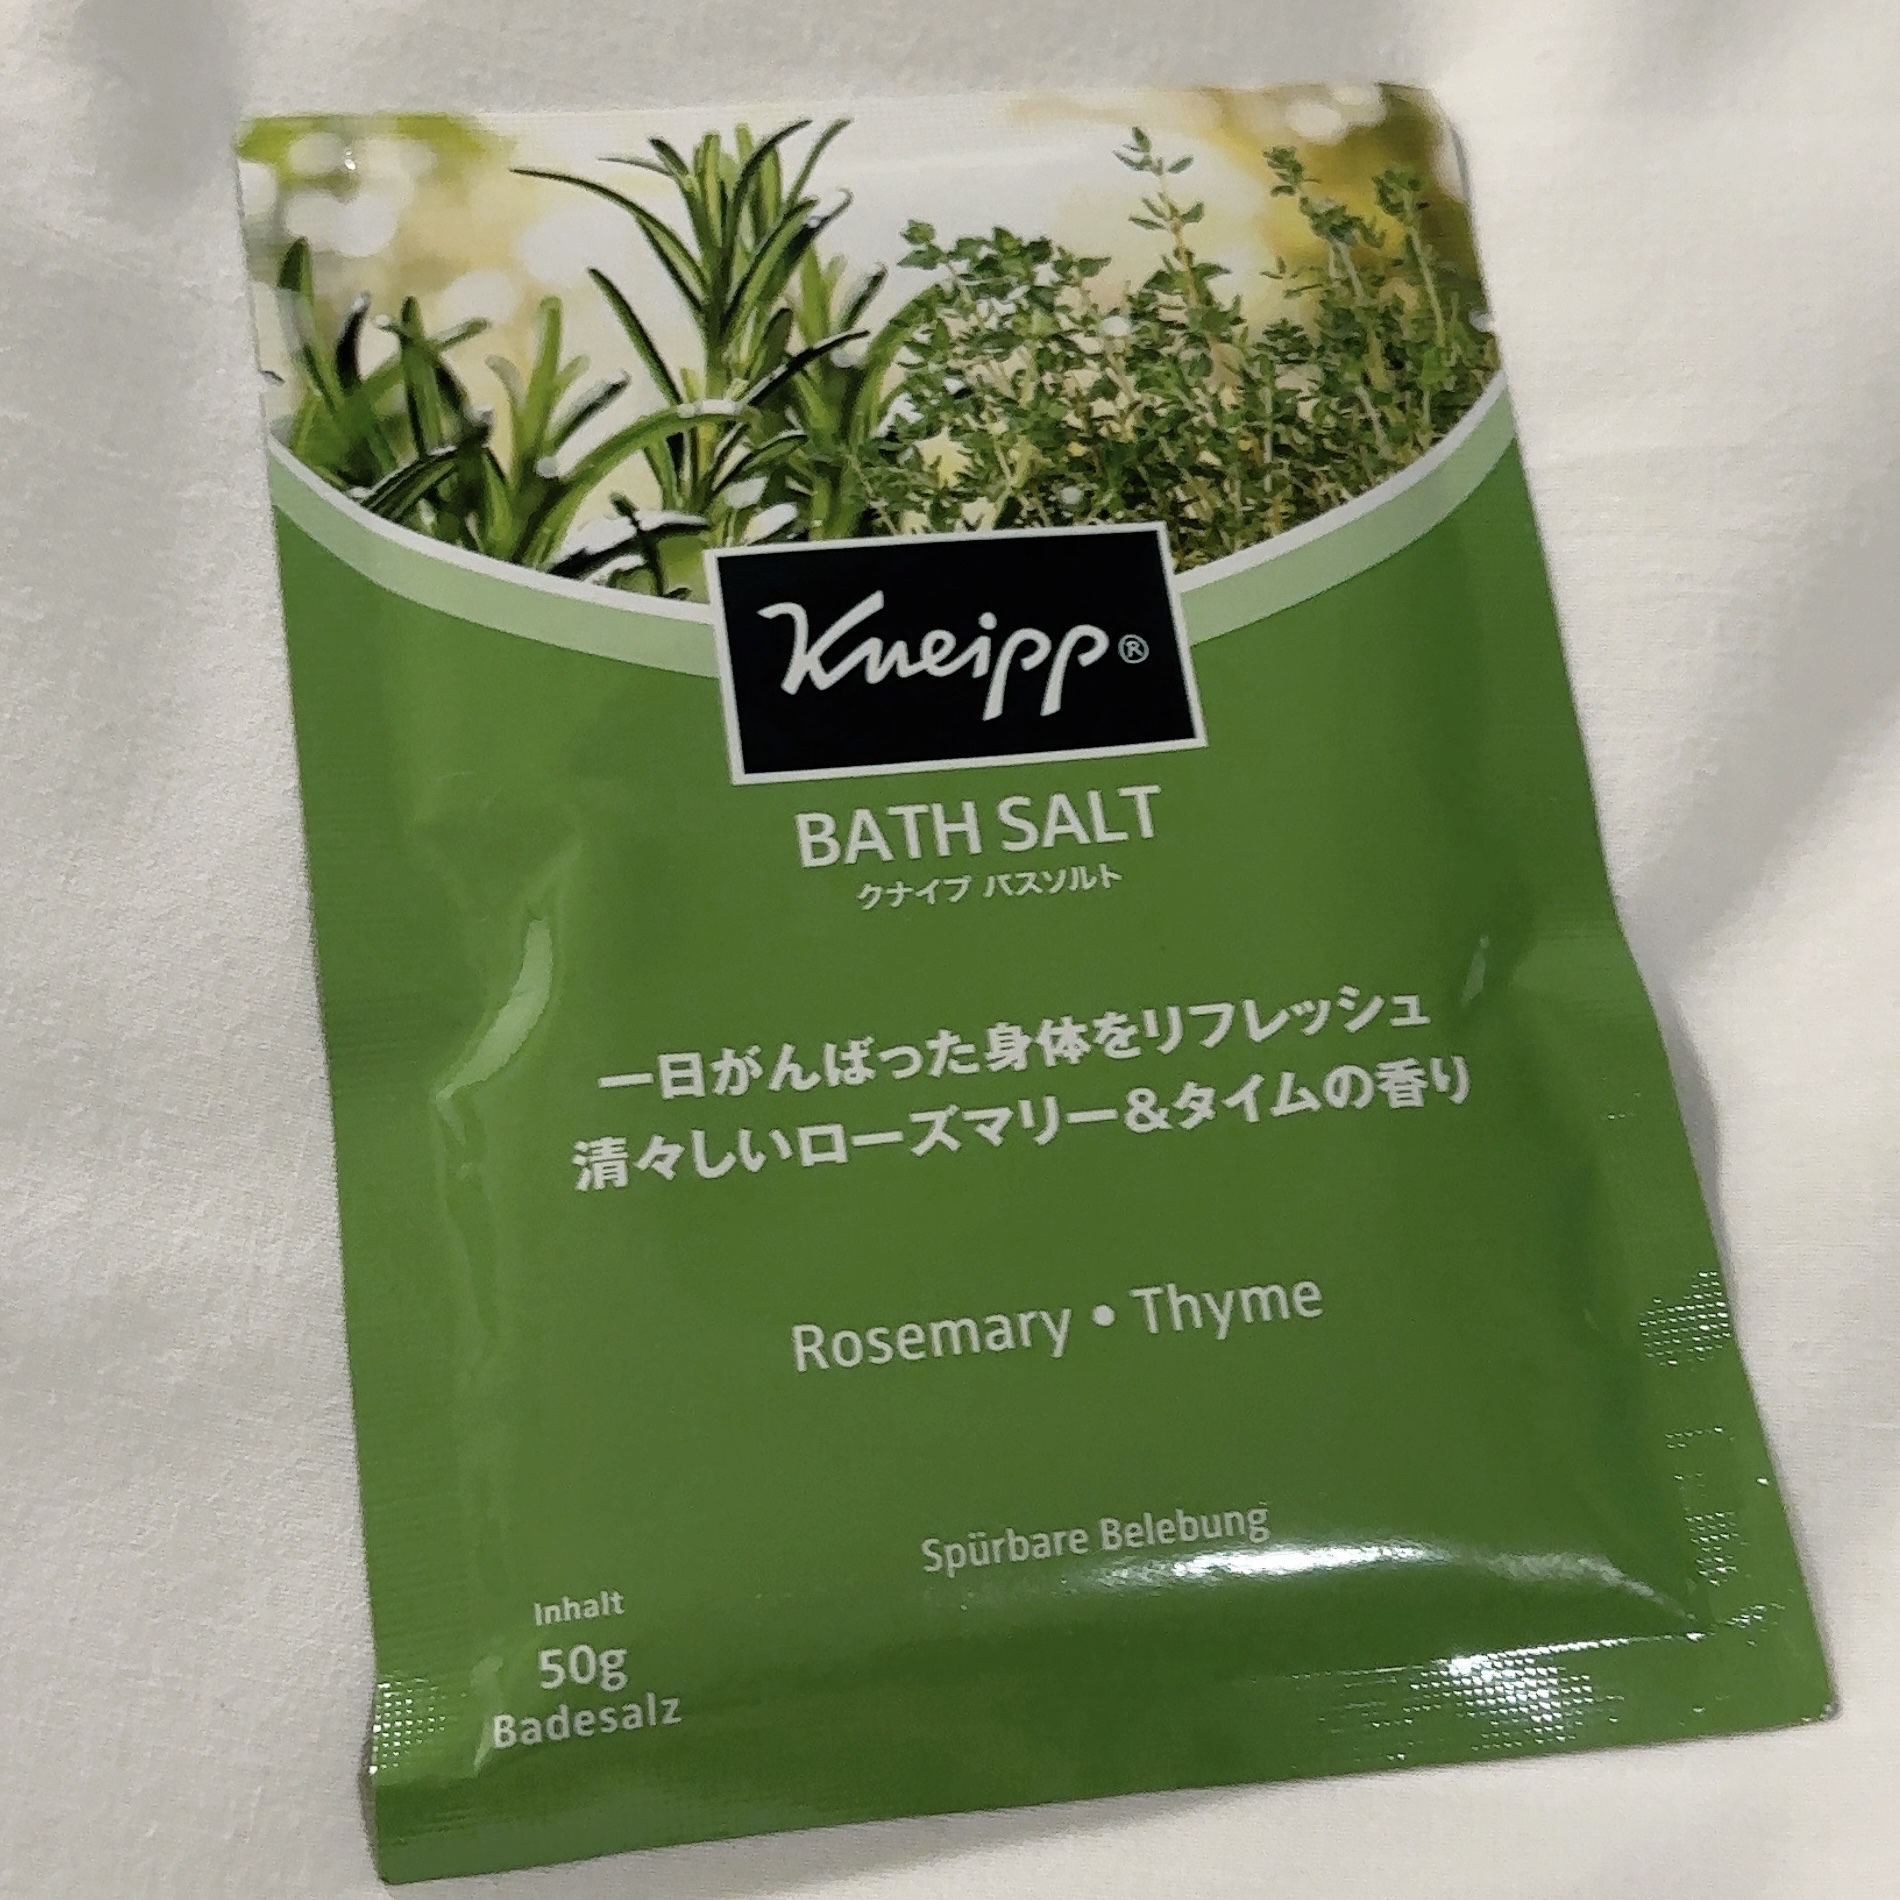 Kneipp®
BATH SALT
クナイプ バスソルト
一日がんばった身体をリフレッシュ
清々しいローズマリー&タイムの香り
Rosemary • Thyme
Spürbare Belebung
Inhalt
50g
Badesalz